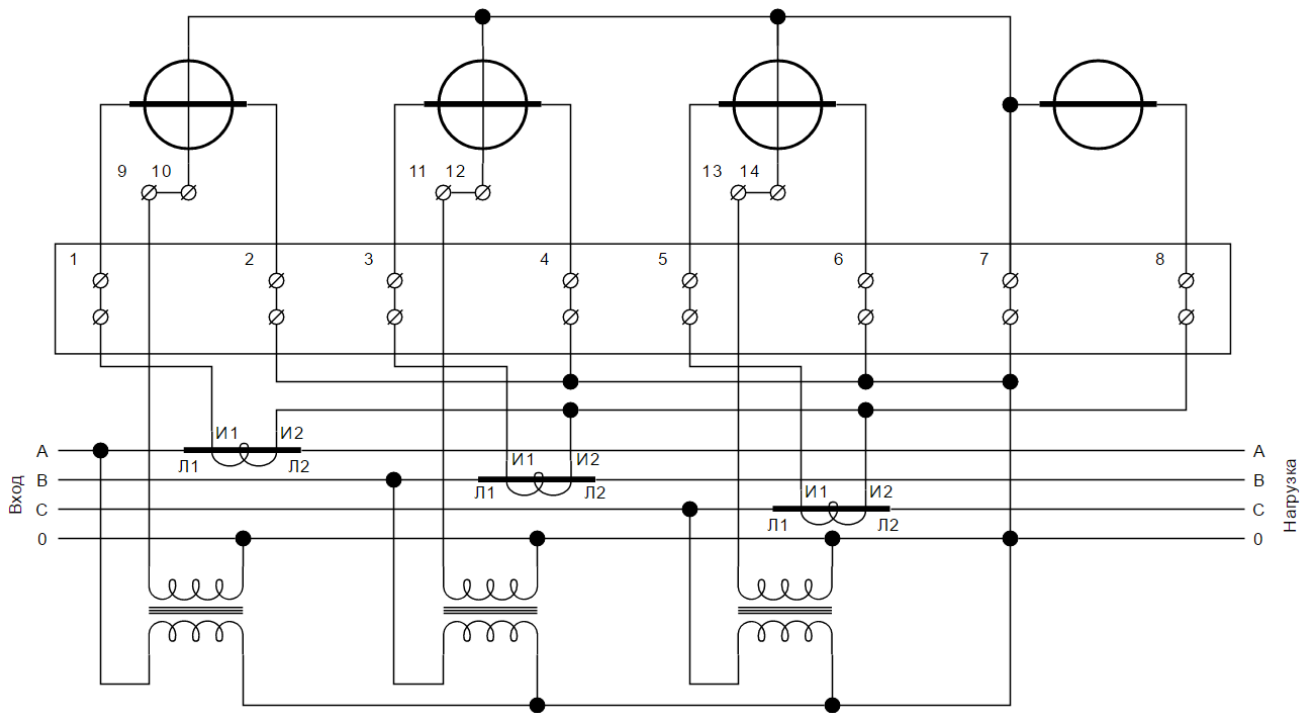 9 10 11 12 13 14
1 2 3 4 5 6 7 8
И1 И2
A Л1 Л2 A
И1 И2
B Л1 Л2 B
И1 И2
C Л1 Л2 C
0 0
Вход
Нагрузка